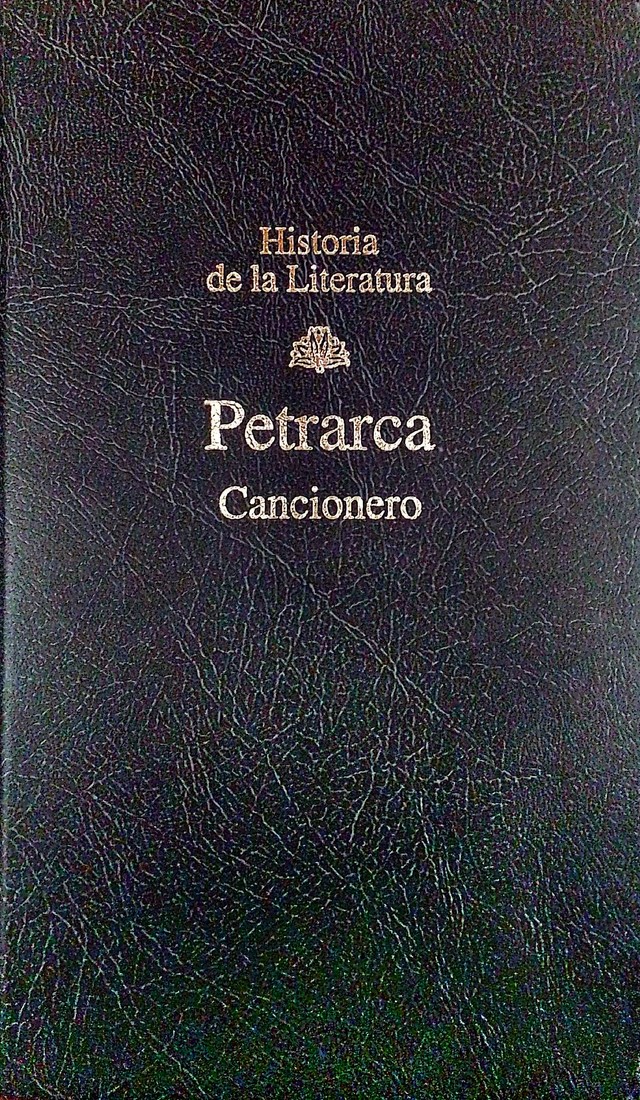 Historia
de la Literatura
Petrarca
Cancionero